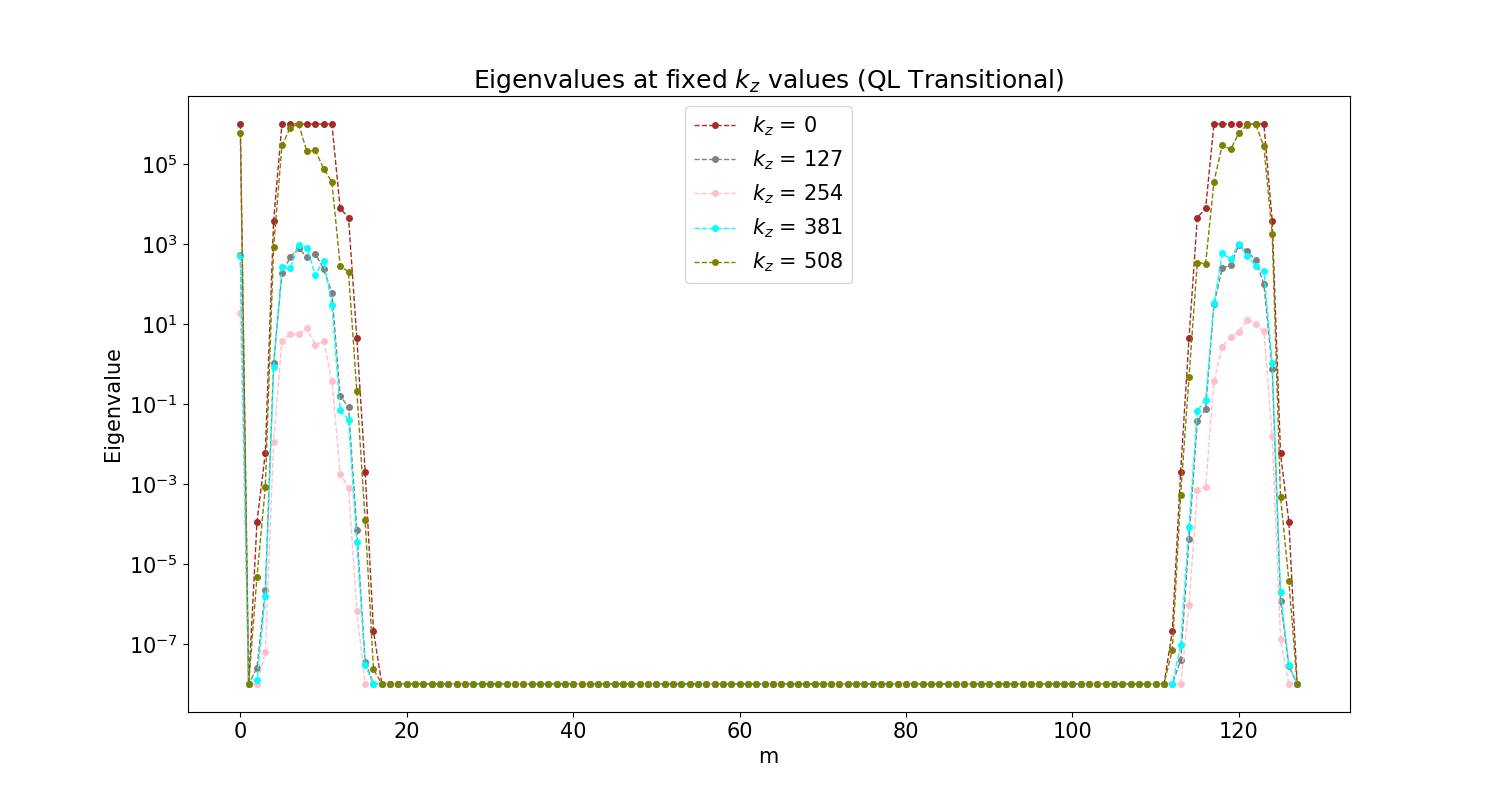 Eigenvalues at fixed $k_z$ values (QL Transitional)
$k_z$ = 0
$k_z$ = 127
$k_z$ = 254
$k_z$ = 381
$k_z$ = 508
Eigenvalue
$10^5$
$10^3$
$10^1$
$10^{-1}$
$10^{-3}$
$10^{-5}$
$10^{-7}$
0 20 40 60 80 100 120
m